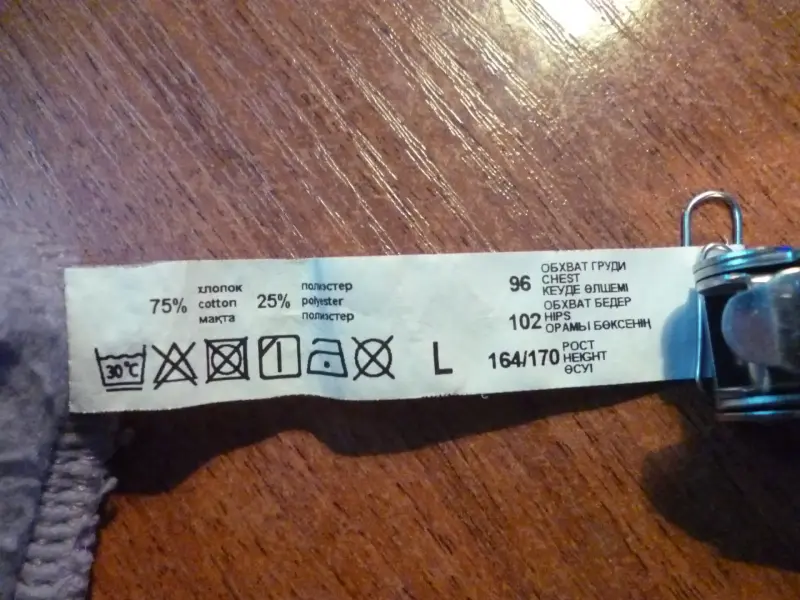 75%
хлопок
cotton
мақта
25%
полиэстер
polyester
полиэстер
30°C
L
96
ОБХВАТ ГРУДИ
CHEST
КЕУДЕ ӨЛШЕМІ
102
ОБХВАТ БЕДЕР
HIPS
ОРАМЫ БӨКСЕНІҢ
164/170
РОСТ
HEIGHT
ӨСУІ